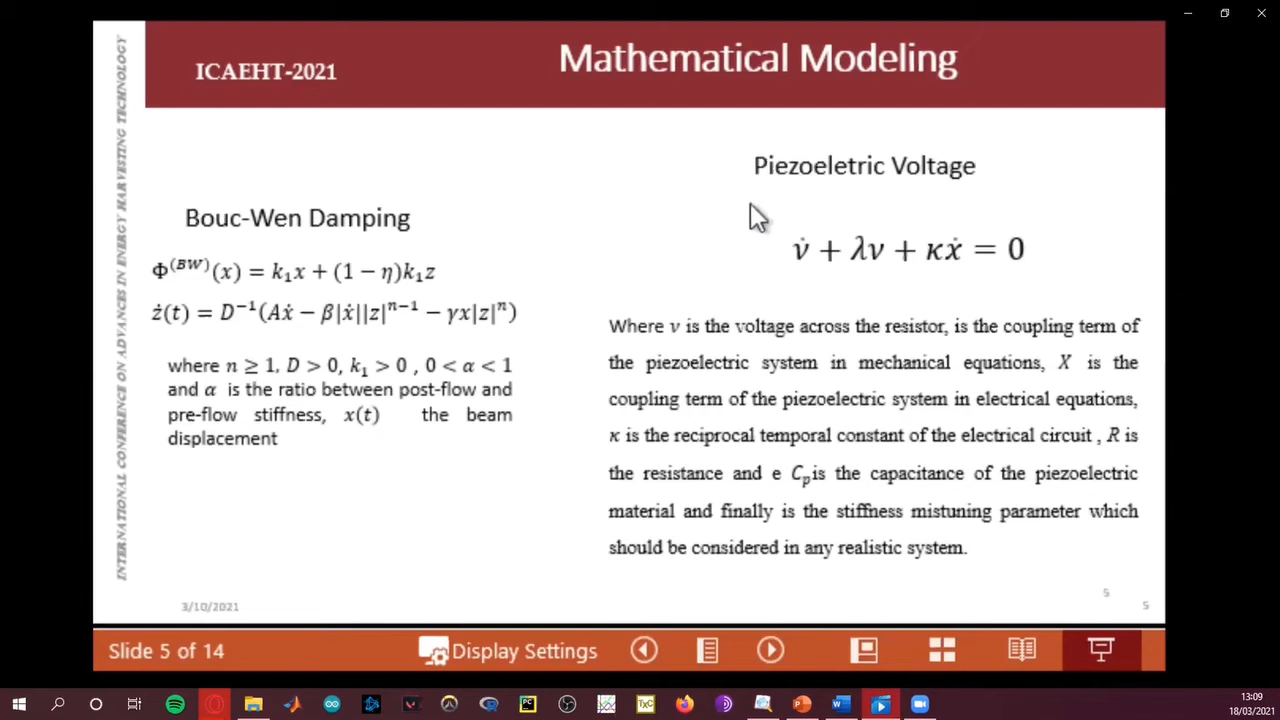 INTERNATIONAL CONFERENCE ON ADVANCES IN ENERGY HARVESTING TECHNOLOGY
ICAEHT-2021
Mathematical Modeling
Bouc-Wen Damping
Φ^(BW)(x) = k₁x + (1 − η)k₁z
ż(t) = D⁻¹(Aẋ − β|ẋ||z|ⁿ⁻¹ − γx|z|ⁿ)
where n ≥ 1, D > 0, k₁ > 0 , 0 < α < 1
and α is the ratio between post-flow and
pre-flow stiffness, x(t) the beam
displacement
Piezoeletric Voltage
v̇ + λv + κẋ = 0
Where v is the voltage across the resistor, is the coupling term of
the piezoelectric system in mechanical equations, X is the
coupling term of the piezoelectric system in electrical equations,
κ is the reciprocal temporal constant of the electrical circuit , R is
the resistance and e Cₚ is the capacitance of the piezoelectric
material and finally is the stiffness mistuning parameter which
should be considered in any realistic system.
3/10/2021
5
5
Slide 5 of 14
Display Settings
13:09
18/03/2021